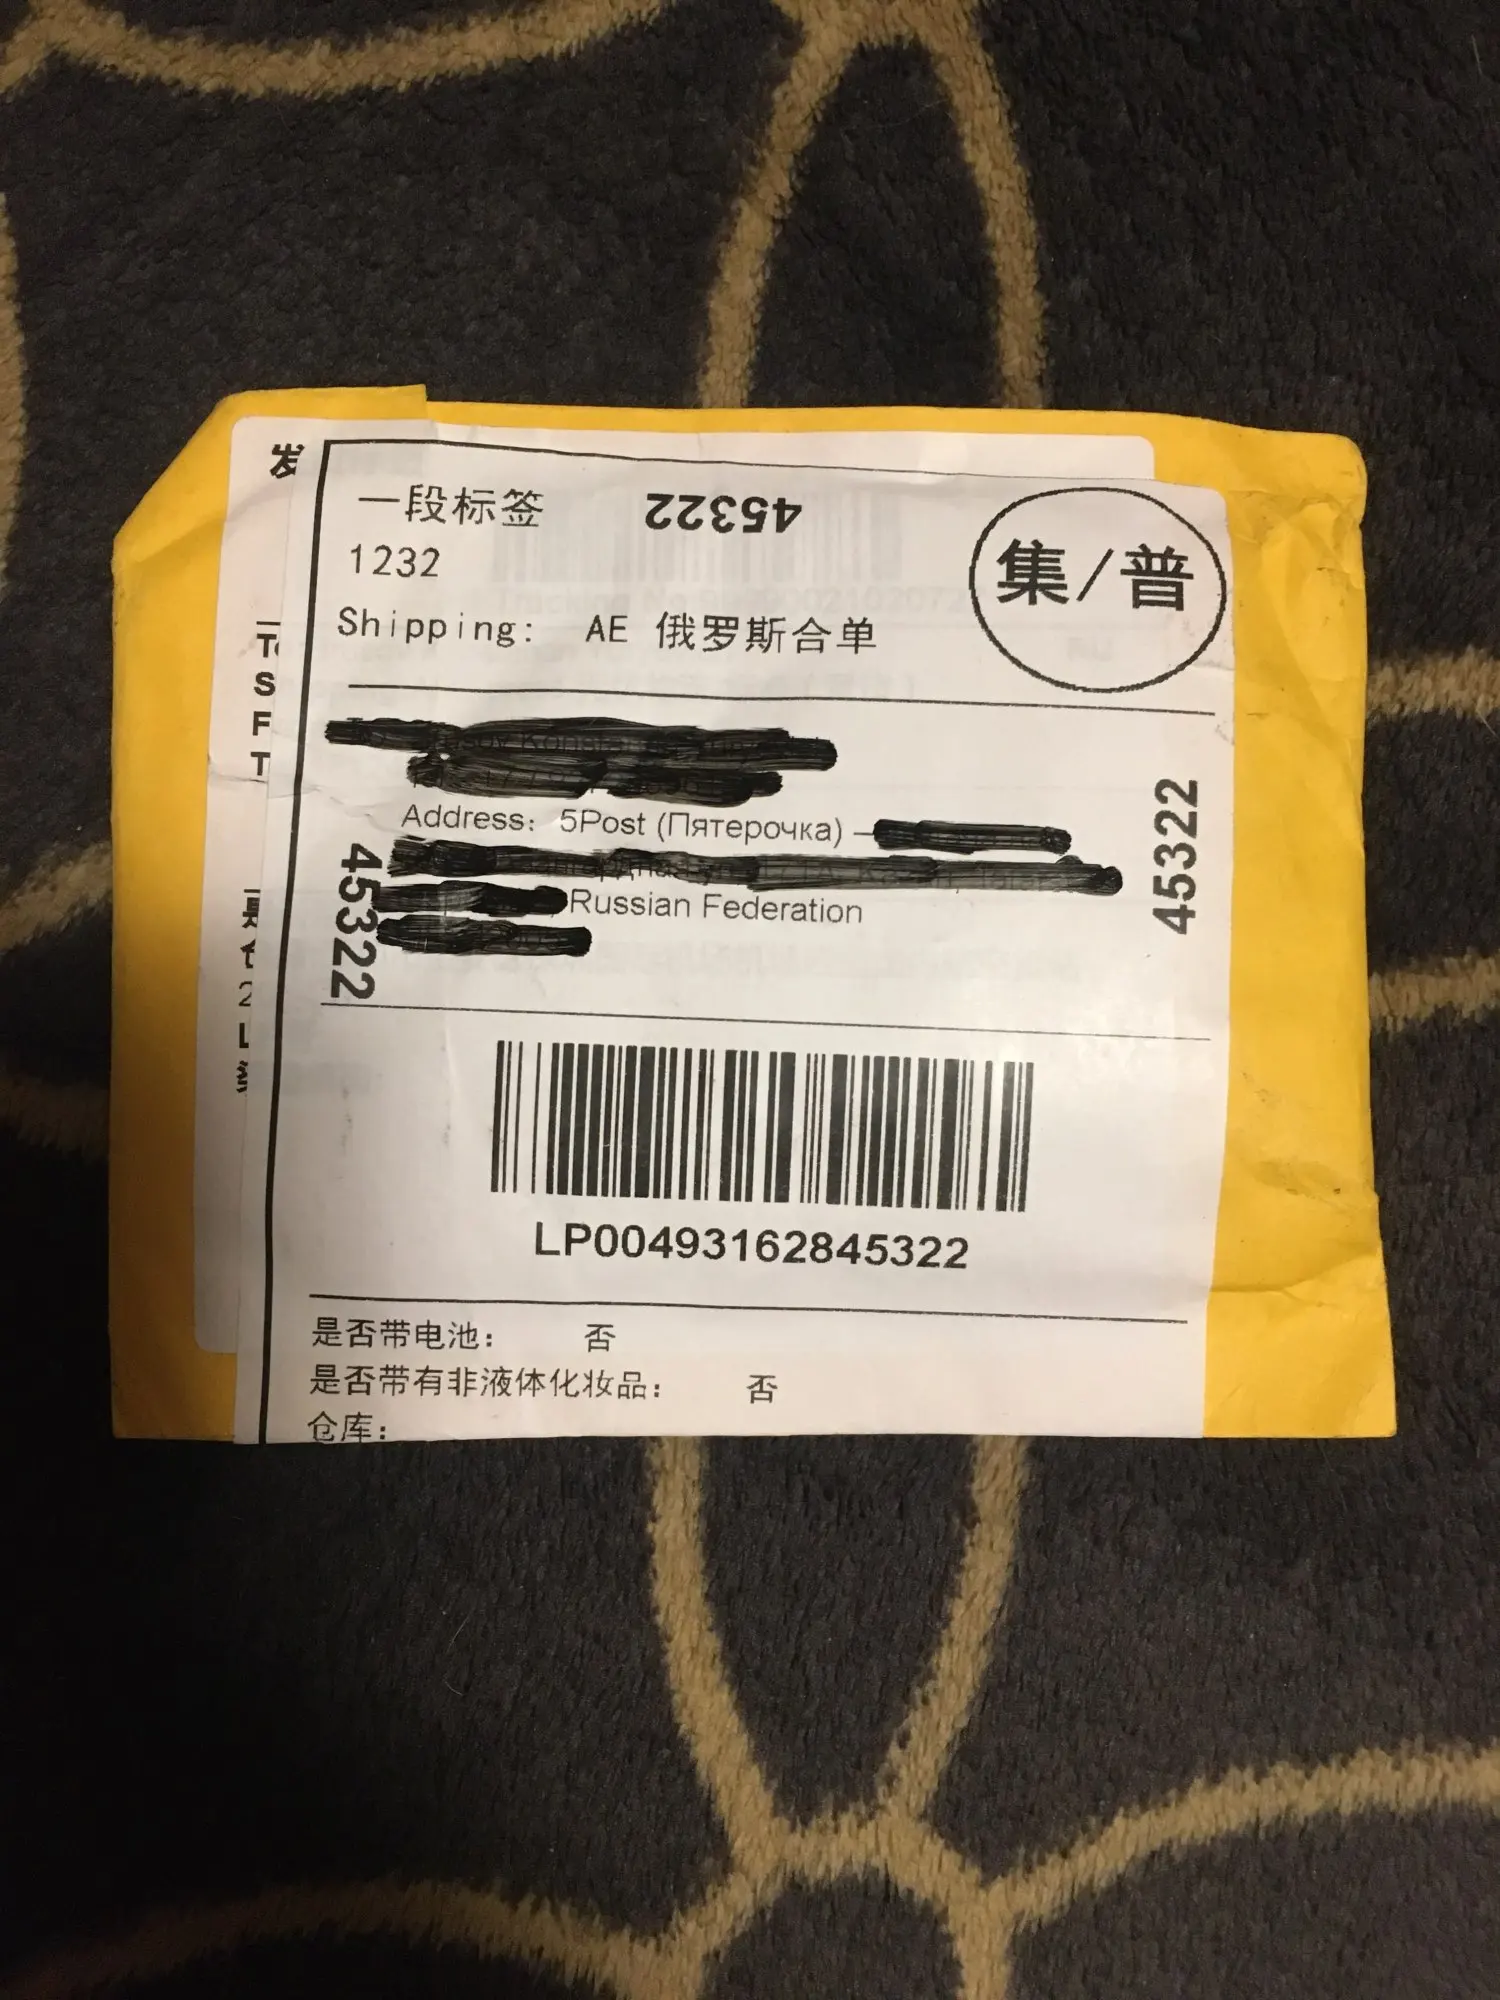 发
一段标签
45322
集/普
1232
Shipping: AE 俄罗斯合单
T
S
F
T
Address: 5Post (Пятерочка) –
Russian Federation
45322
45322
2
L
LP00493162845322
是否带电池: 否
是否带有非液体化妆品: 否
仓库: